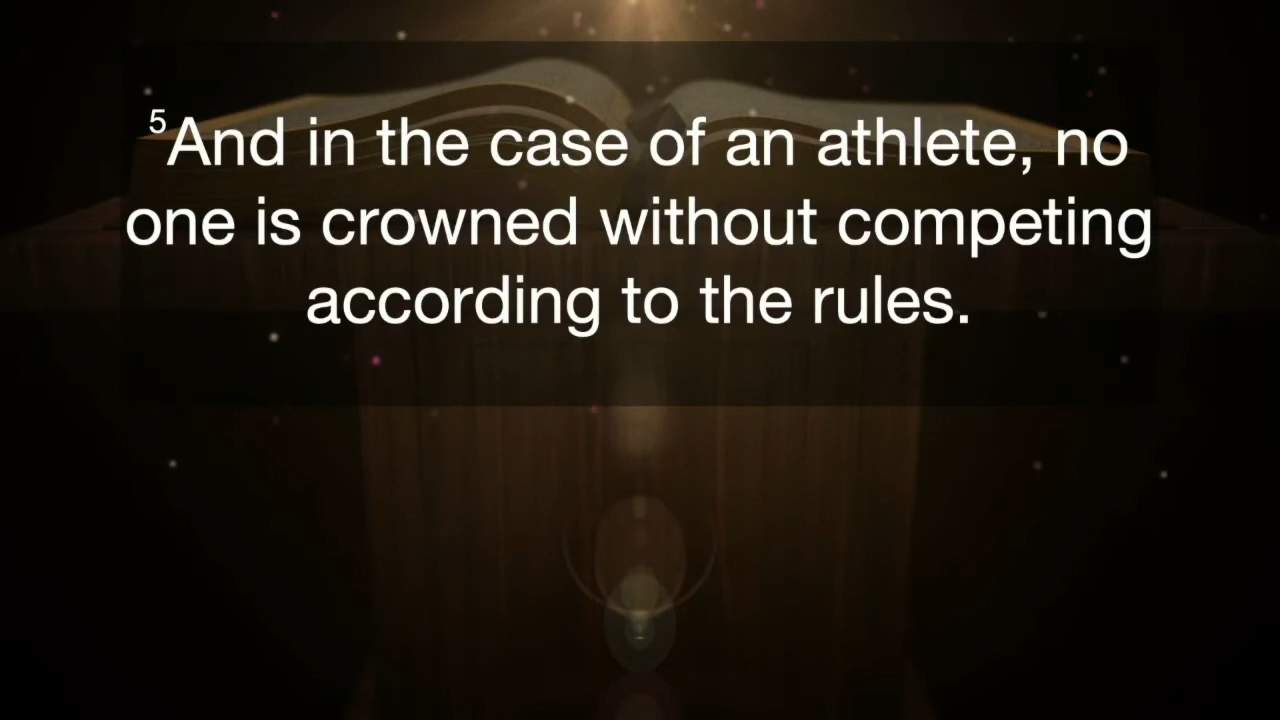 5And in the case of an athlete, no
one is crowned without competing
according to the rules.